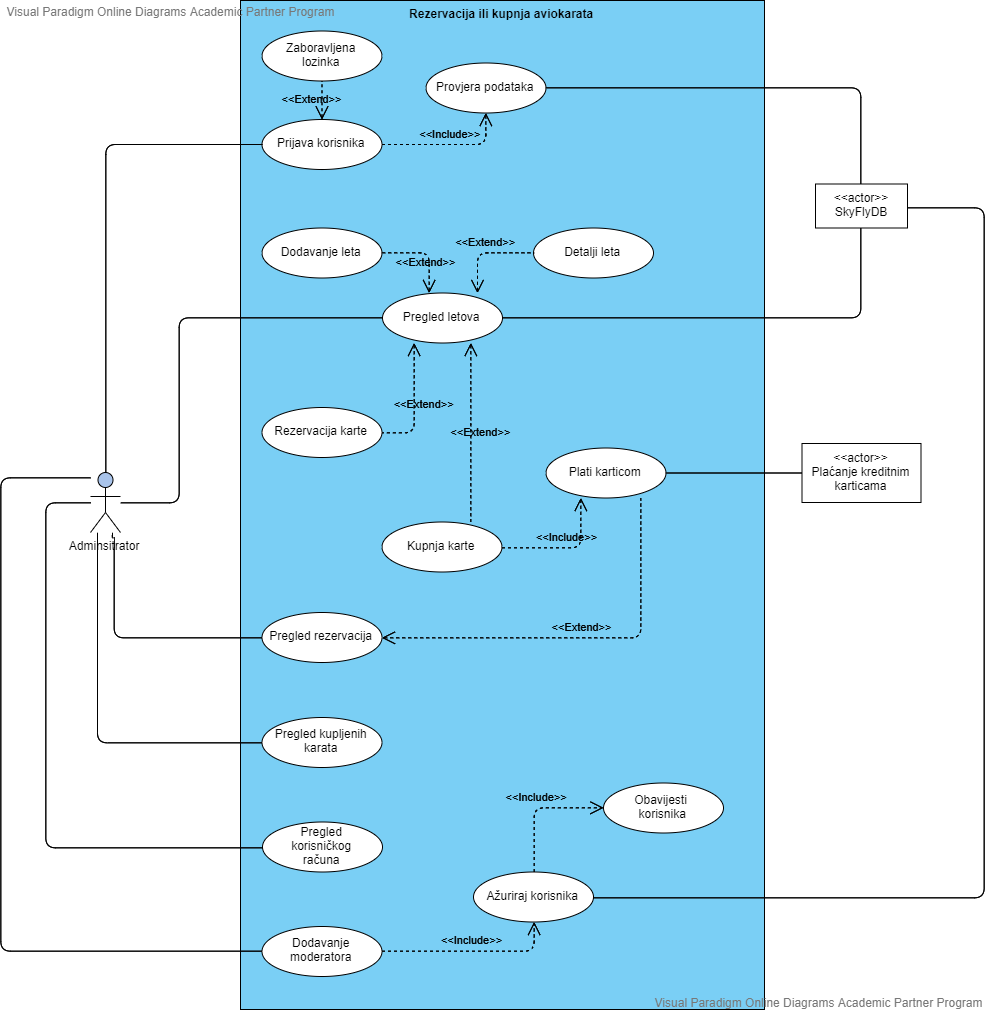 Visual Paradigm Online Diagrams Academic Partner Program
Rezervacija ili kupnja aviokarata
Zaboravljena
lozinka
<<Extend>>
Provjera podataka
<<Include>>
Prijava korisnika
<<actor>>
SkyFlyDB
Dodavanje leta
<<Extend>>
<<Extend>>
Detalji leta
Pregled letova
<<Extend>>
Rezervacija karte
<<Extend>>
<<actor>>
Plaćanje kreditnim
karticama
Plati karticom
Adminsitrator
Kupnja karte
<<Include>>
<<Extend>>
Pregled rezervacija
Pregled kupljenih
karata
<<Include>>
Obavijesti
korisnika
Pregled
korisničkog
računa
Ažuriraj korisnika
<<Include>>
Dodavanje
moderatora
Visual Paradigm Online Diagrams Academic Partner Program